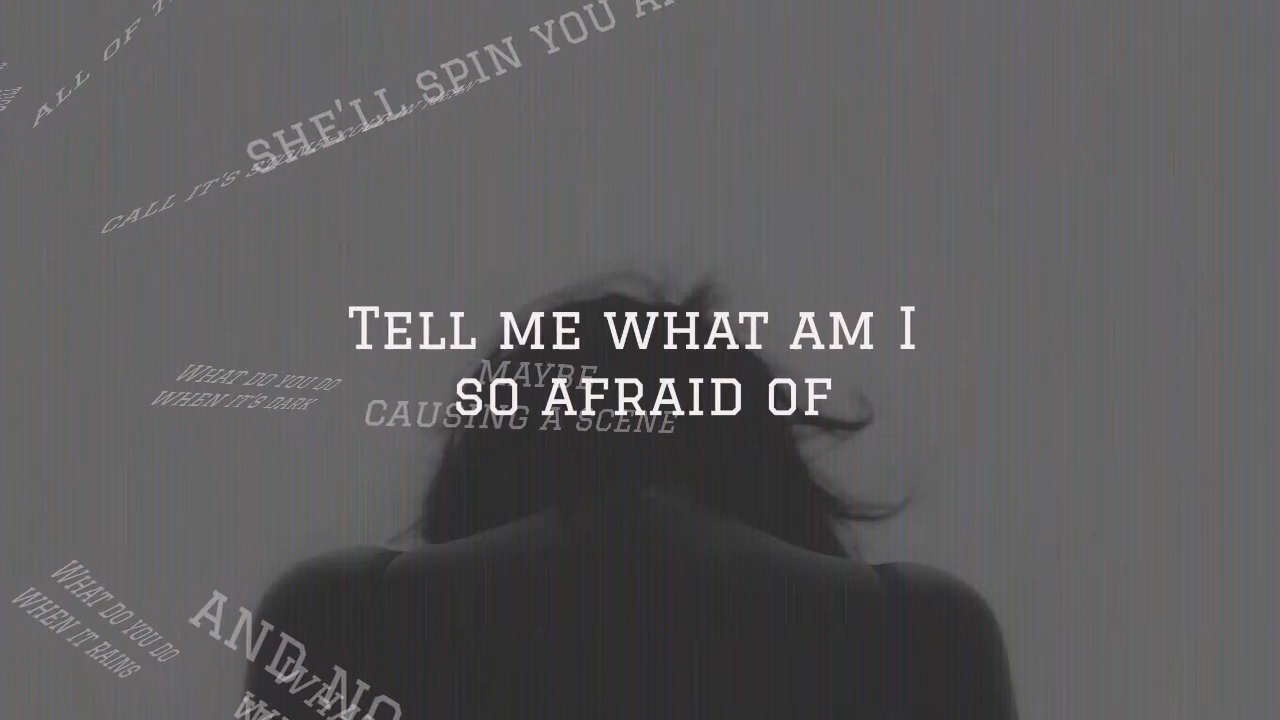 ALL OF
SHE'LL SPIN YOU
CALL IT'S
TELL ME WHAT AM I
SO AFRAID OF
WHAT DO YOU DO
WHEN IT'S DARK
MAYBE
CAUSING A SCENE
WHAT DO YOU DO
WHEN IT RAINS
AND NO